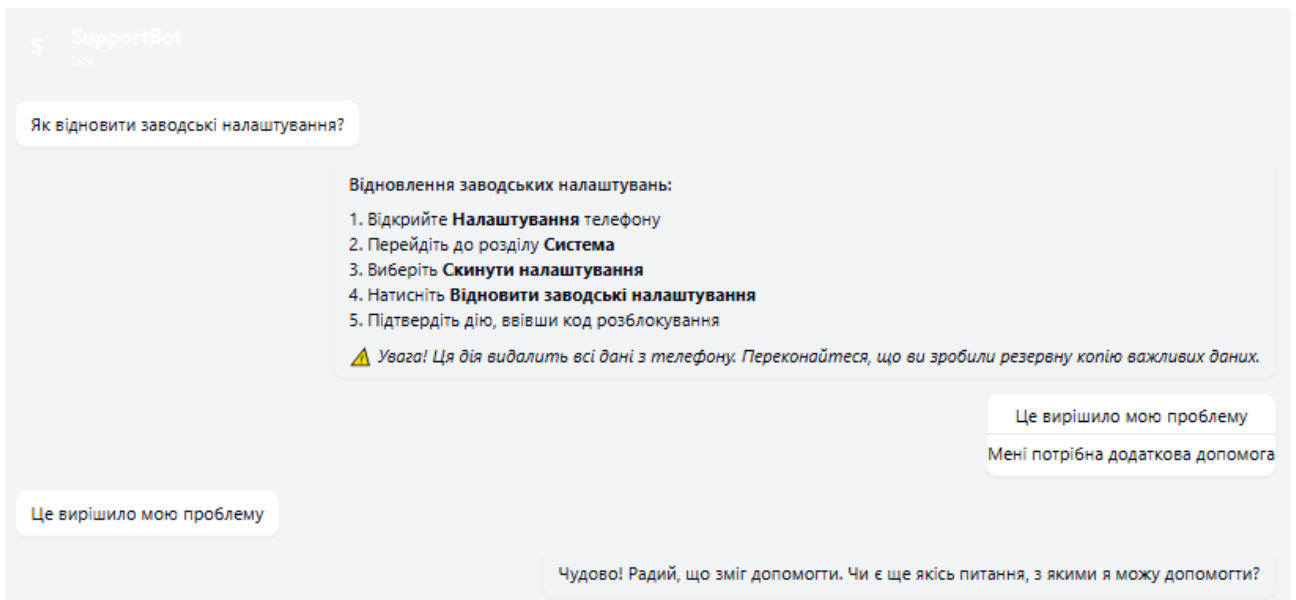 S
SupportBot
bot
Як відновити заводські налаштування?
Відновлення заводських налаштувань:
1. Відкрийте Налаштування телефону
2. Перейдіть до розділу Система
3. Виберіть Скинути налаштування
4. Натисніть Відновити заводські налаштування
5. Підтвердіть дію, ввівши код розблокування
⚠ Увага! Ця дія видалить всі дані з телефону. Переконайтеся, що ви зробили резервну копію важливих даних.
Це вирішило мою проблему
Мені потрібна додаткова допомога
Це вирішило мою проблему
Чудово! Радий, що зміг допомогти. Чи є ще якісь питання, з якими я можу допомогти?